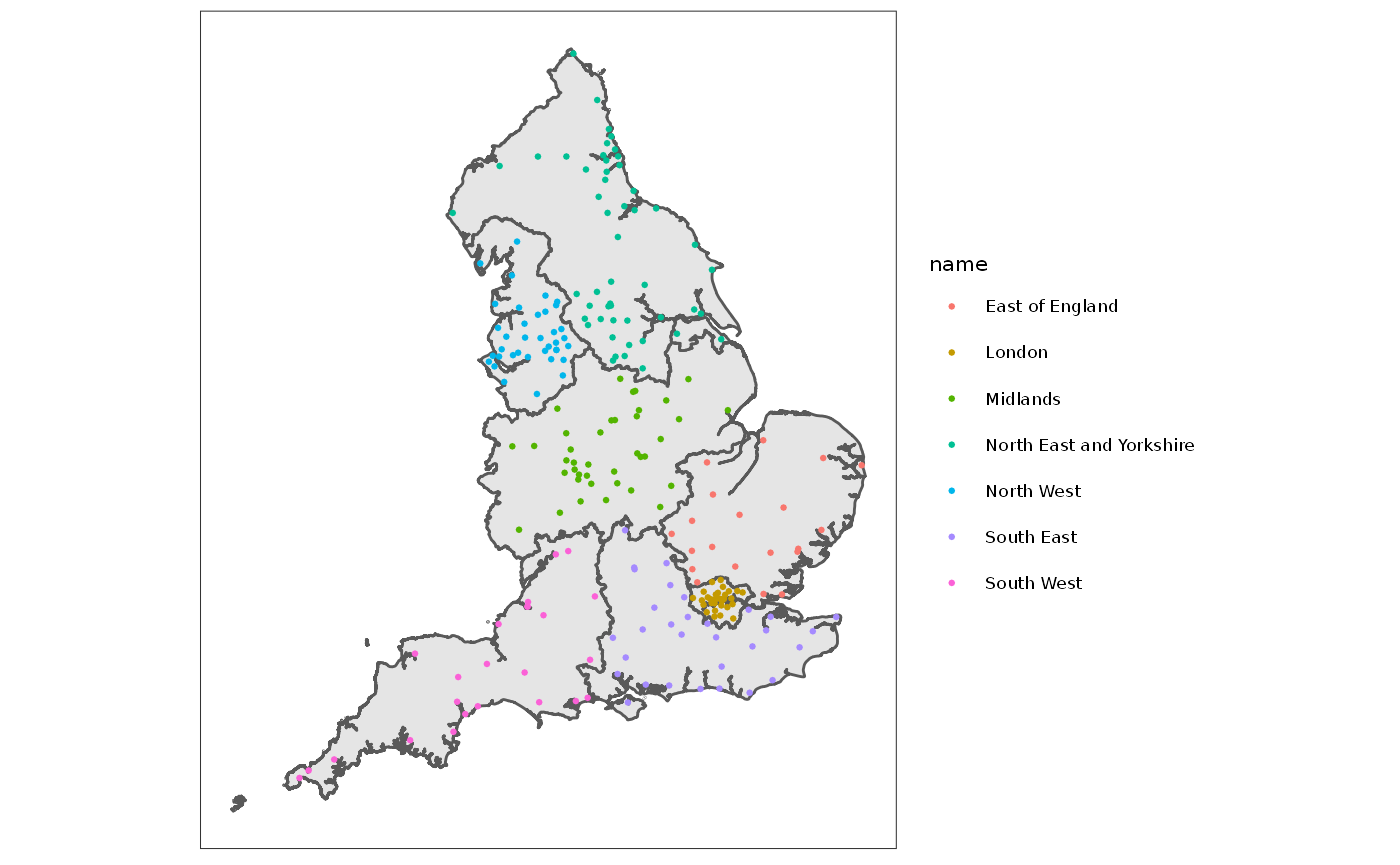 name
East of England
London
Midlands
North East and Yorkshire
North West
South East
South West